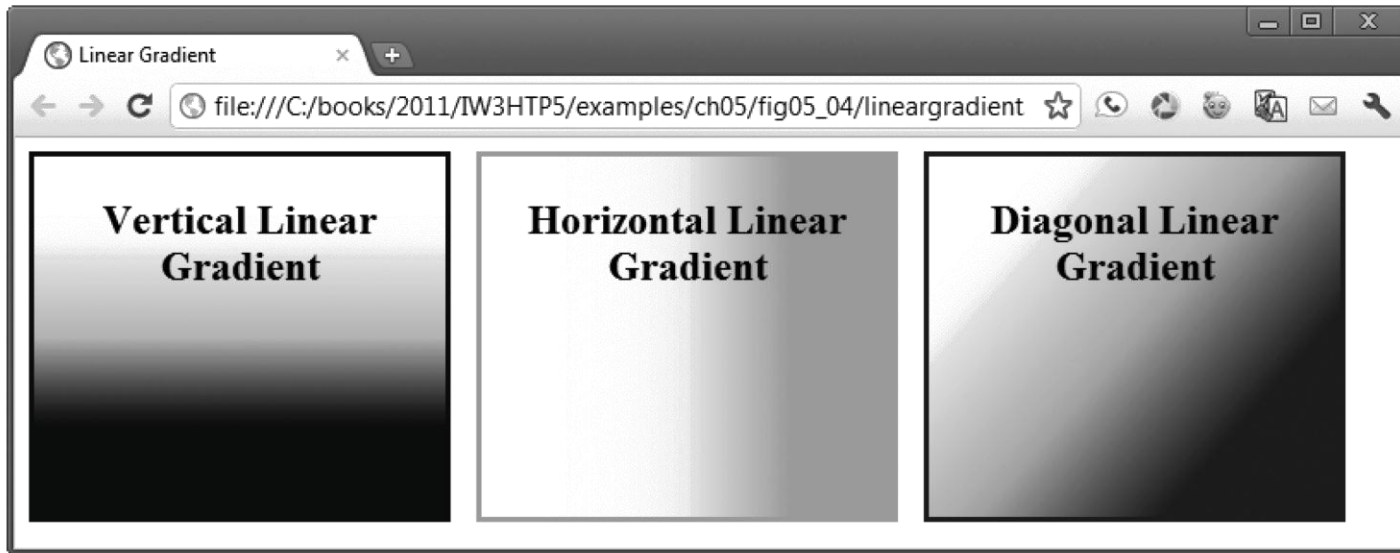 Linear Gradient
file:///C:/books/2011/IW3HTP5/examples/ch05/fig05_04/lineargradient
Vertical Linear
Gradient
Horizontal Linear
Gradient
Diagonal Linear
Gradient